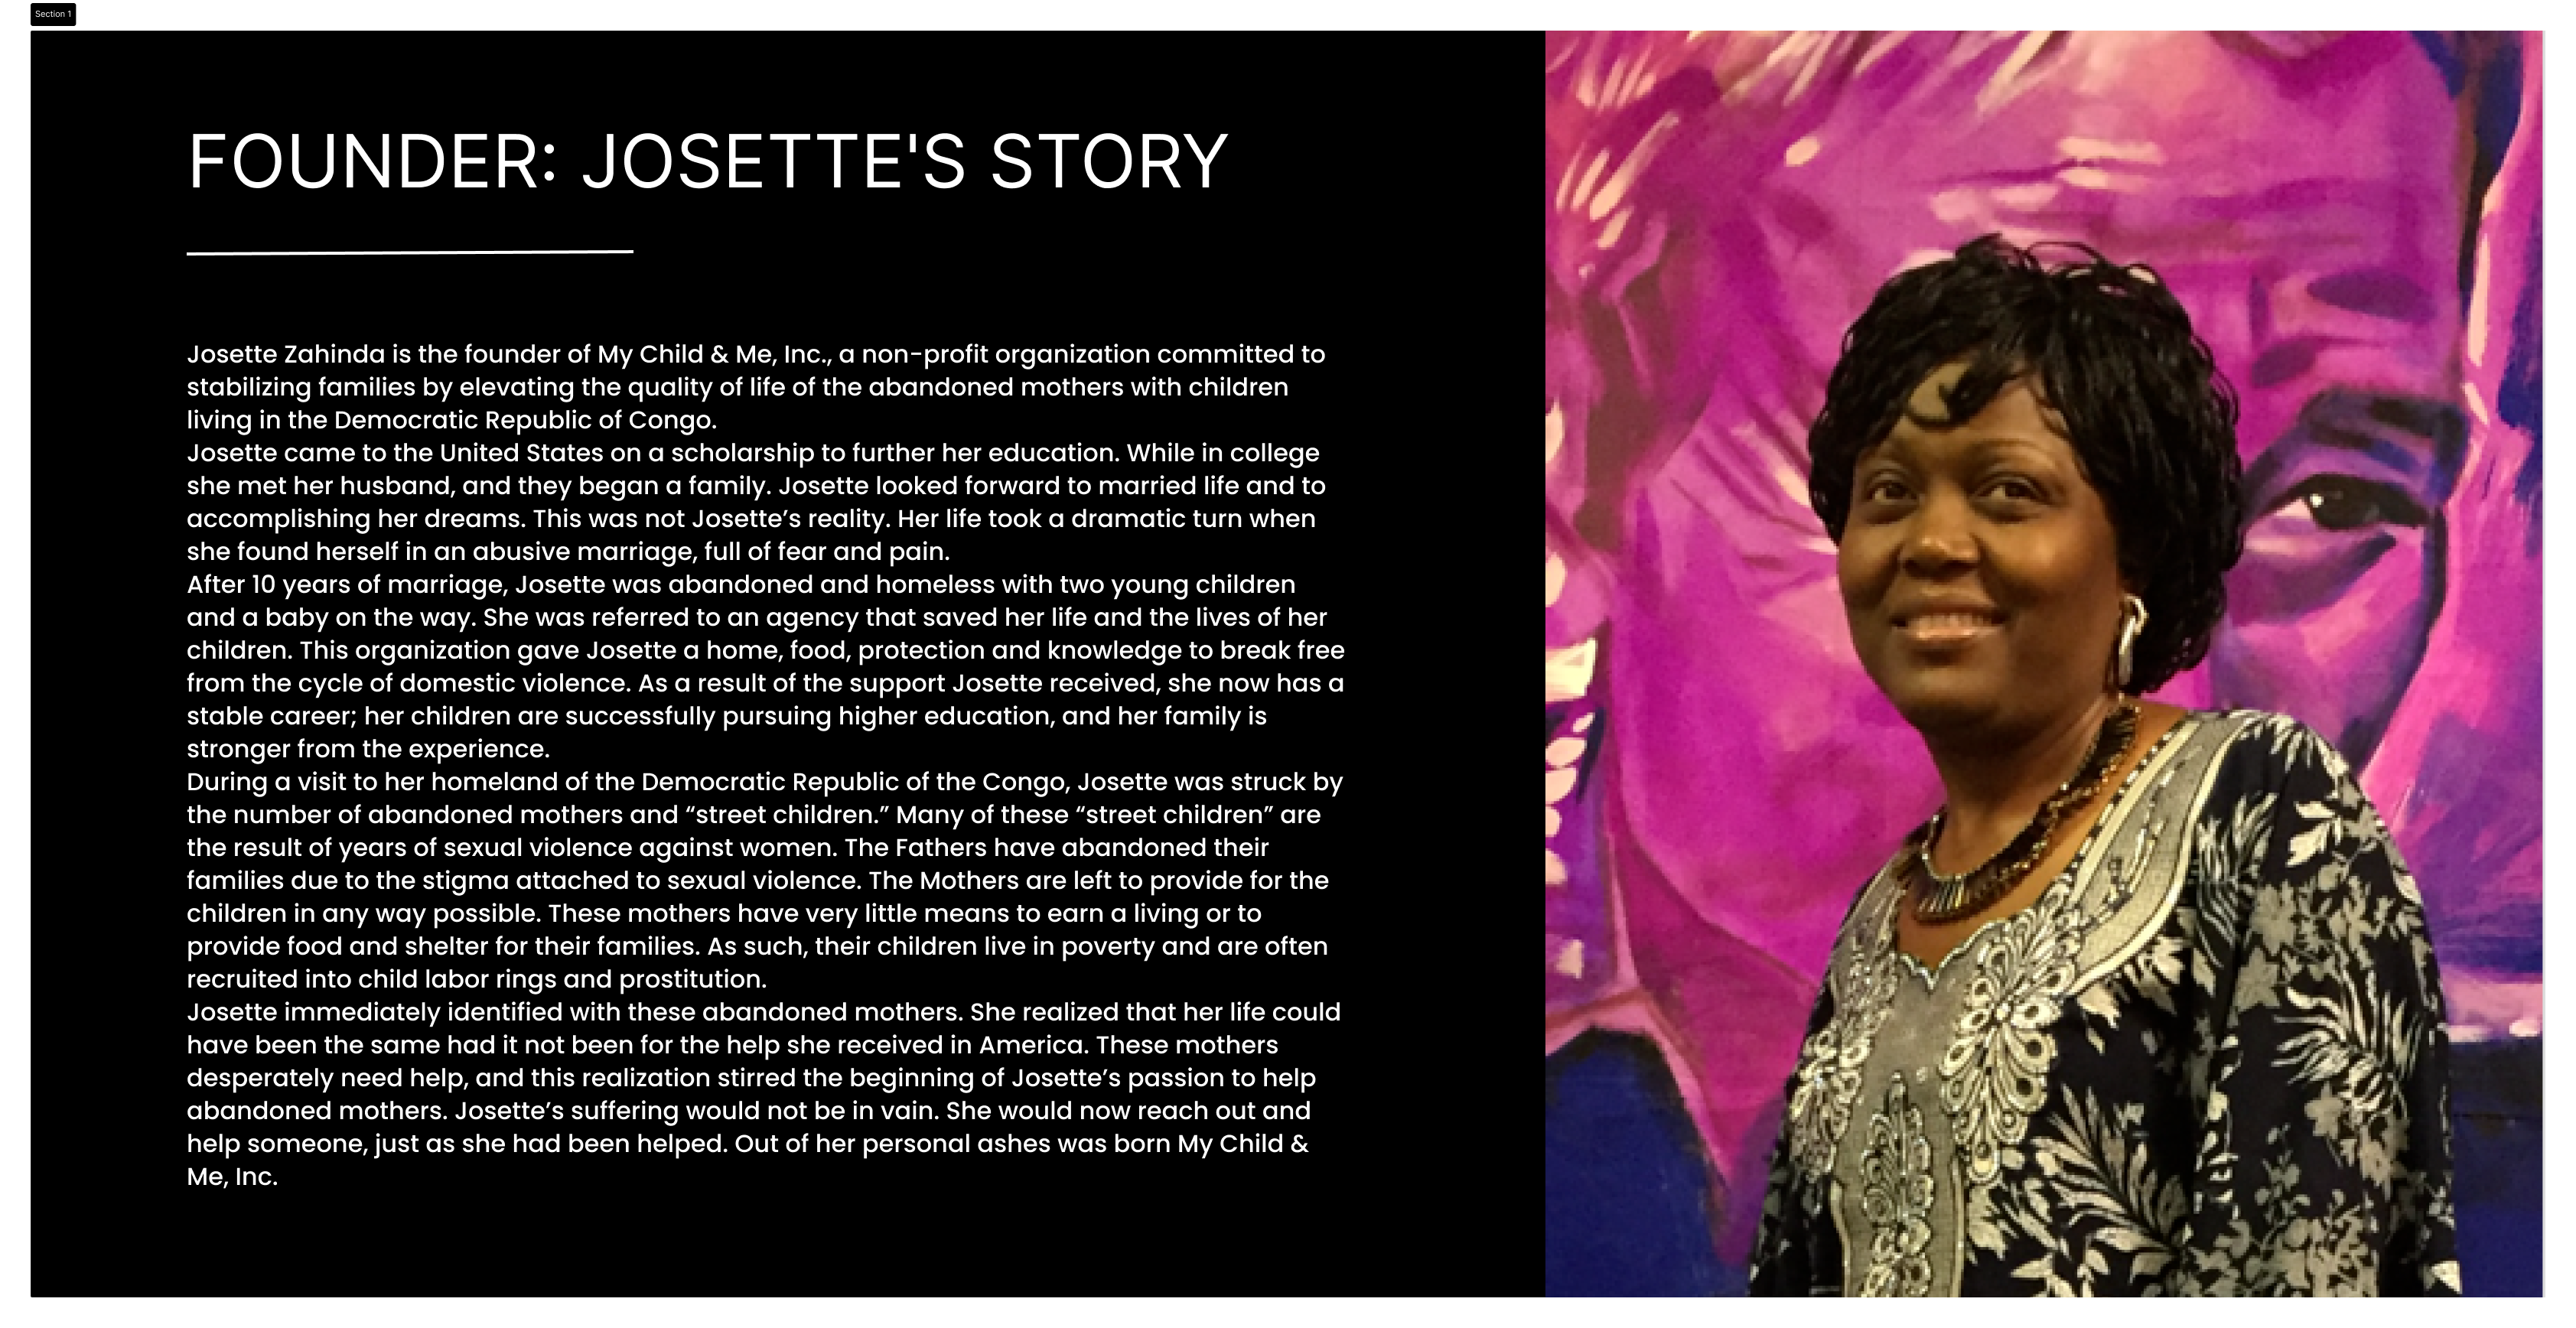 Section 1
FOUNDER: JOSETTE'S STORY
Josette Zahinda is the founder of My Child & Me, Inc., a non-profit organization committed to
stabilizing families by elevating the quality of life of the abandoned mothers with children
living in the Democratic Republic of Congo.
Josette came to the United States on a scholarship to further her education. While in college
she met her husband, and they began a family. Josette looked forward to married life and to
accomplishing her dreams. This was not Josette’s reality. Her life took a dramatic turn when
she found herself in an abusive marriage, full of fear and pain.
After 10 years of marriage, Josette was abandoned and homeless with two young children
and a baby on the way. She was referred to an agency that saved her life and the lives of her
children. This organization gave Josette a home, food, protection and knowledge to break free
from the cycle of domestic violence. As a result of the support Josette received, she now has a
stable career; her children are successfully pursuing higher education, and her family is
stronger from the experience.
During a visit to her homeland of the Democratic Republic of the Congo, Josette was struck by
the number of abandoned mothers and “street children.” Many of these “street children” are
the result of years of sexual violence against women. The Fathers have abandoned their
families due to the stigma attached to sexual violence. The Mothers are left to provide for the
children in any way possible. These mothers have very little means to earn a living or to
provide food and shelter for their families. As such, their children live in poverty and are often
recruited into child labor rings and prostitution.
Josette immediately identified with these abandoned mothers. She realized that her life could
have been the same had it not been for the help she received in America. These mothers
desperately need help, and this realization stirred the beginning of Josette’s passion to help
abandoned mothers. Josette’s suffering would not be in vain. She would now reach out and
help someone, just as she had been helped. Out of her personal ashes was born My Child &
Me, Inc.